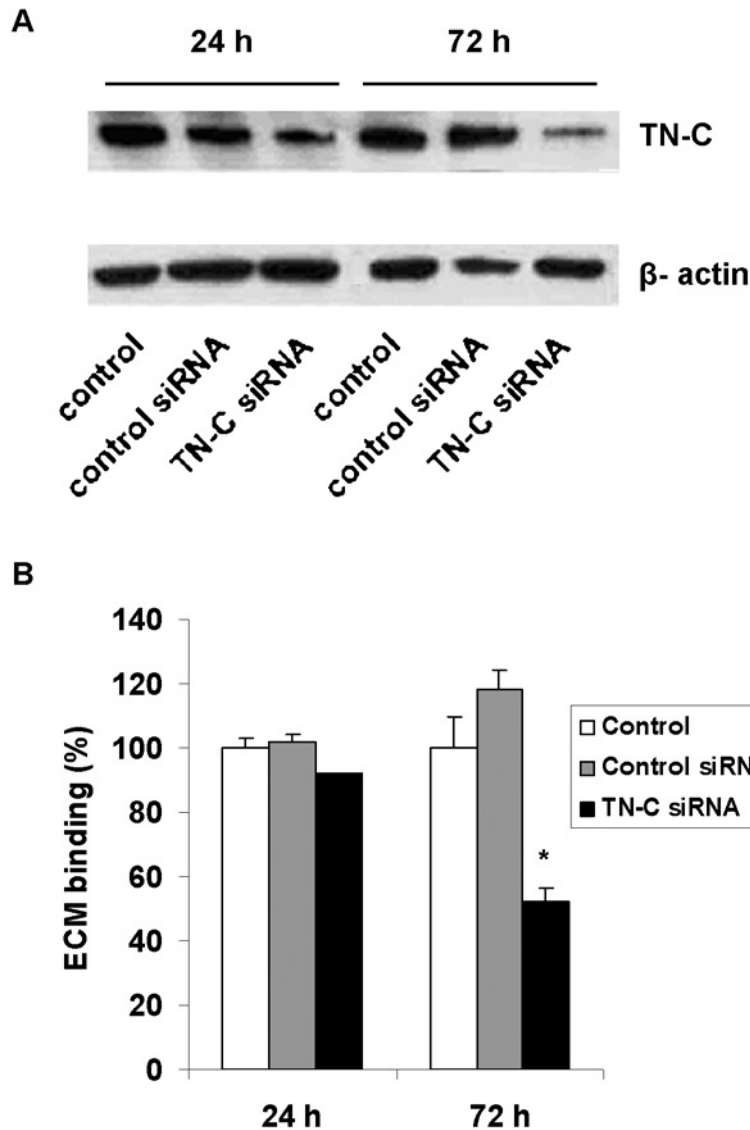 A
24 h 72 h
TN-C
β- actin
control
control siRNA
TN-C siRNA
control
control siRNA
TN-C siRNA
B
140
120
100
80
60
40
20
0
ECM binding (%)
*
24 h 72 h
Control
Control siRN
TN-C siRNA